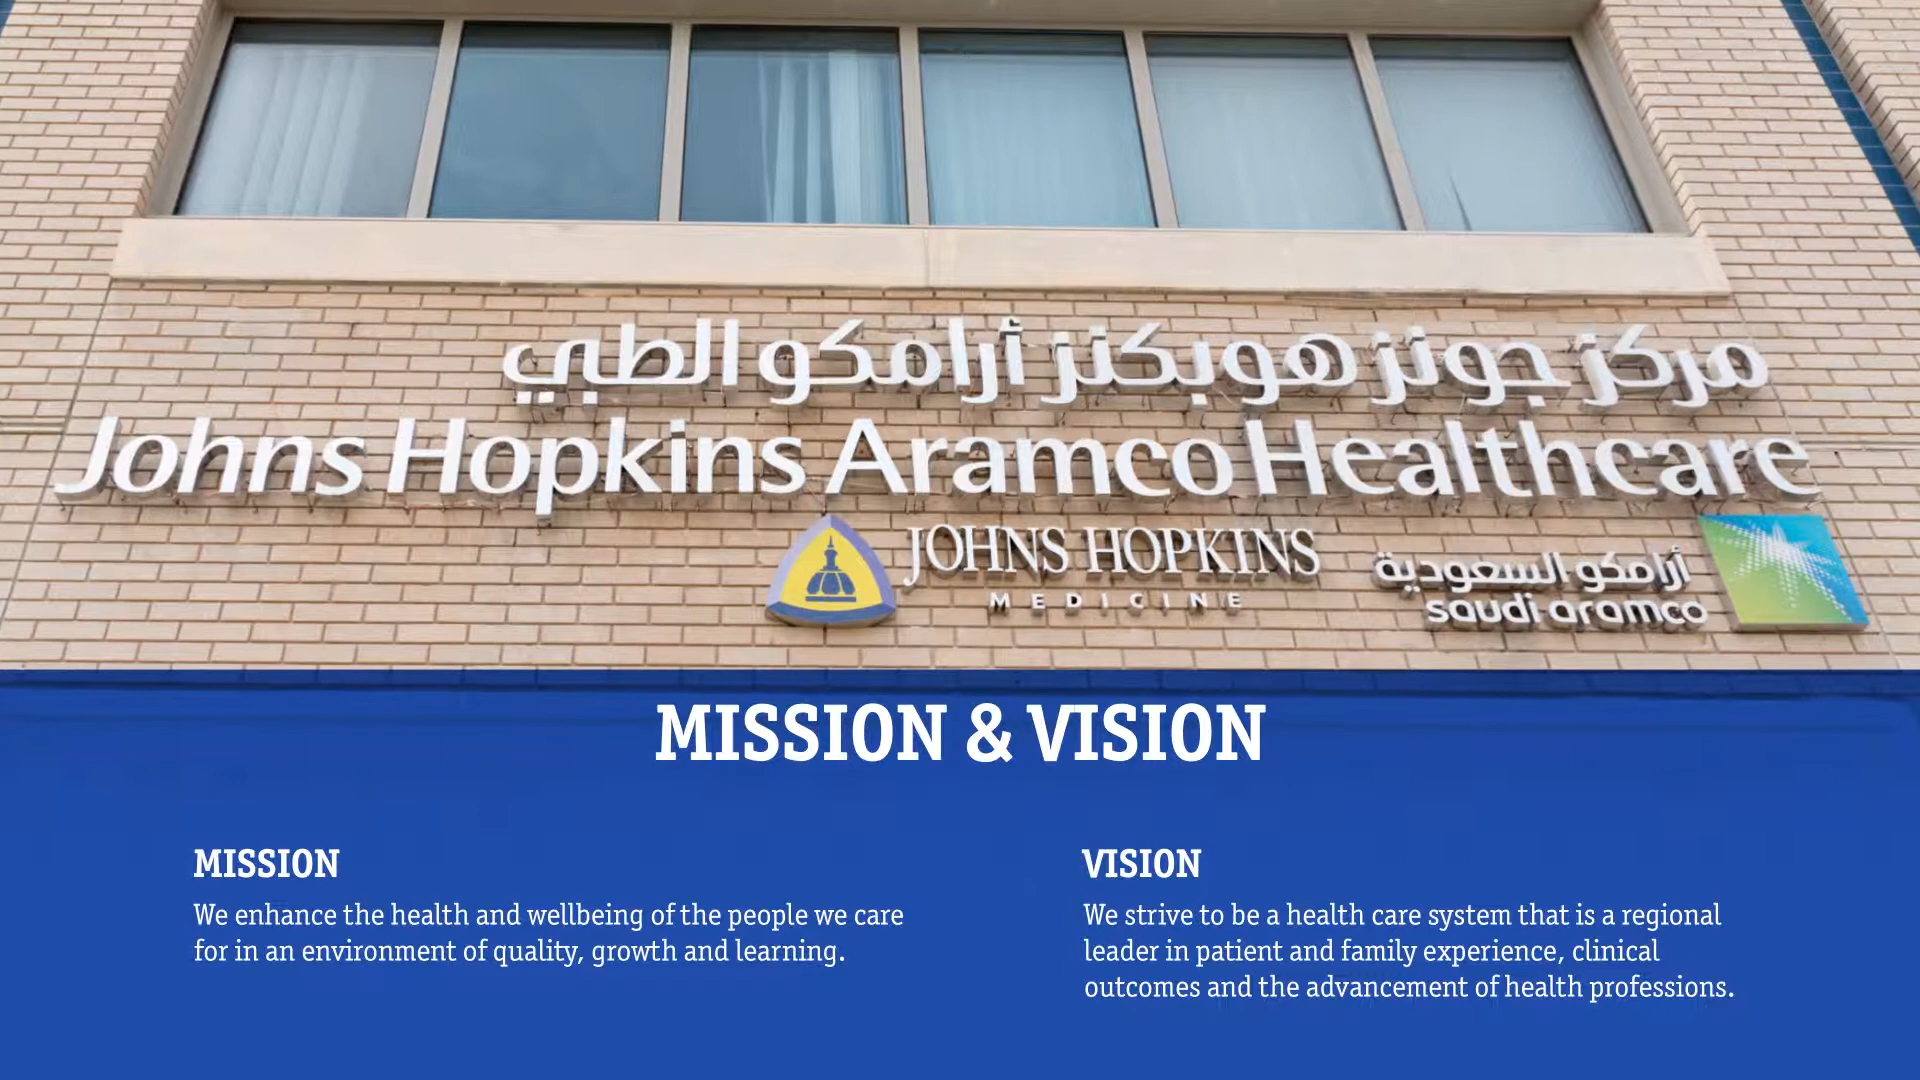 مركز جونز هوبكنز أرامكو الطبي
Johns Hopkins Aramco Healthcare
JOHNS HOPKINS
MEDICINE
أرامكو السعودية
saudi aramco
MISSION & VISION
MISSION
We enhance the health and wellbeing of the people we care
for in an environment of quality, growth and learning.
VISION
We strive to be a health care system that is a regional
leader in patient and family experience, clinical
outcomes and the advancement of health professions.